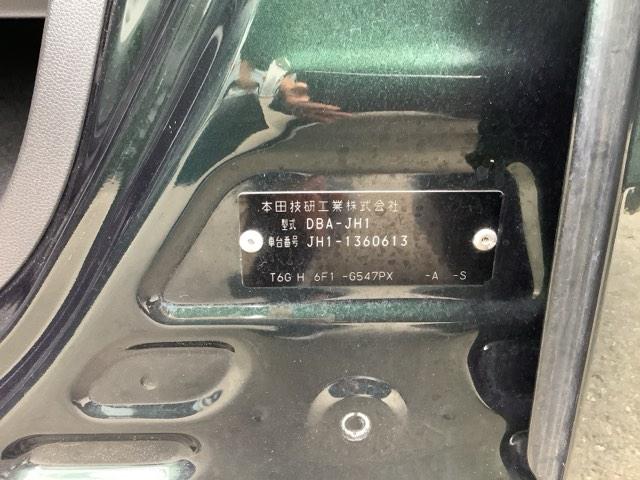 本田技研工業株式会社
型式 DBA-JH1
車台番号 JH1-1360613
T6G H 6F1 -G547PX -A -S